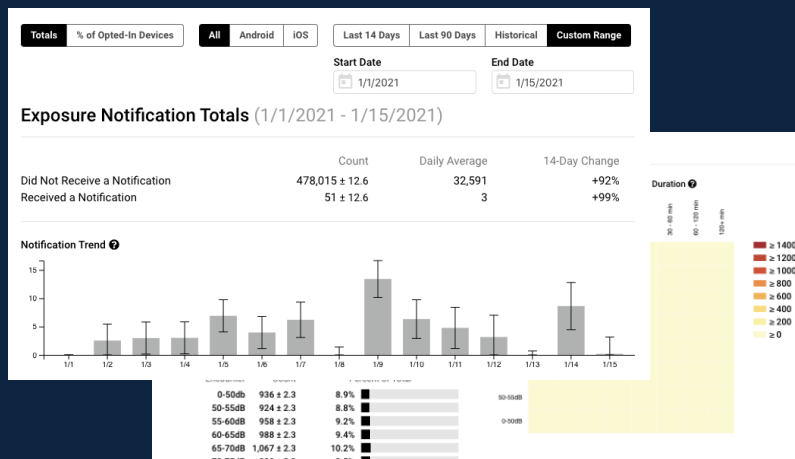 Totals % of Opted-In Devices All Android iOS Last 14 Days Last 90 Days Historical Custom Range
Start Date End Date
1/1/2021 1/15/2021
Exposure Notification Totals (1/1/2021 - 1/15/2021)
Count Daily Average 14-Day Change
Did Not Receive a Notification 478,015 ± 12.6 32,591 +92%
Received a Notification 51 ± 12.6 3 +99%
Notification Trend ?
15
10
5
0
1/1 1/2 1/3 1/4 1/5 1/6 1/7 1/8 1/9 1/10 1/11 1/12 1/13 1/14 1/15
Duration ?
30 - 60 min
60 - 120 min
120+ min
≥ 1400
≥ 1200
≥ 1000
≥ 800
≥ 600
≥ 400
≥ 200
≥ 0
0-50db 936 ± 2.3 8.9%
50-55dB 924 ± 2.3 8.8%
55-60dB 958 ± 2.3 9.2%
60-65dB 988 ± 2.3 9.4%
65-70dB 1,067 ± 2.3 10.2%
50-55dB
0-50dB